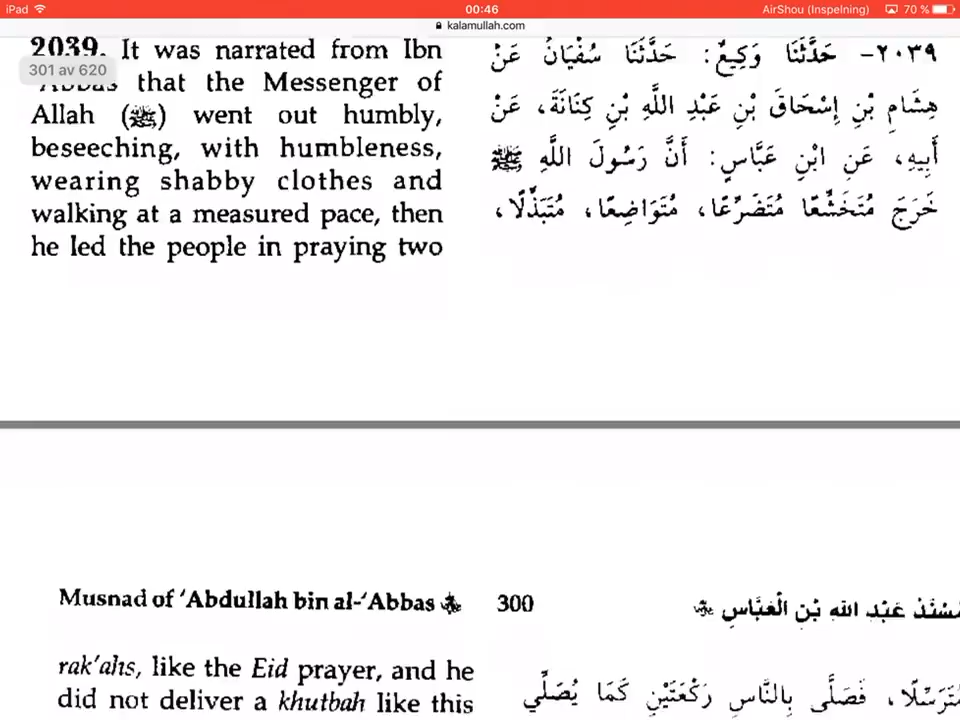 iPad 00:46 AirShou (Inspelning) 70 %
kalamullah.com
301 av 620
2039. It was narrated from Ibn
'Abbas that the Messenger of
Allah (ﷺ) went out humbly,
beseeching, with humbleness,
wearing shabby clothes and
walking at a measured pace, then
he led the people in praying two
٢٠٣٩- حَدَّثَنَا وَكِيعٌ: حَدَّثَنَا سُفْيَانُ عَنْ
هِشَامِ بْنِ إِسْحَاقَ بْنِ عَبْدِ اللَّهِ بْنِ كِنَانَةَ، عَنْ
أَبِيهِ، عَنِ ابْنِ عَبَّاسٍ: أَنَّ رَسُولَ اللَّهِ ﷺ
خَرَجَ مُتَخَشِّعًا مُتَضَرِّعًا، مُتَوَاضِعًا، مُتَبَذِّلًا،
Musnad of 'Abdullah bin al-'Abbas 300 مُسْنَدُ عَبْدِ الله بْنِ الْعَبَّاسِ
rak'ahs, like the Eid prayer, and he
did not deliver a khutbah like this
مُتَرَسِّلًا، فَصَلَّى بِالنَّاسِ رَكْعَتَيْنِ كَمَا يُصَلِّي